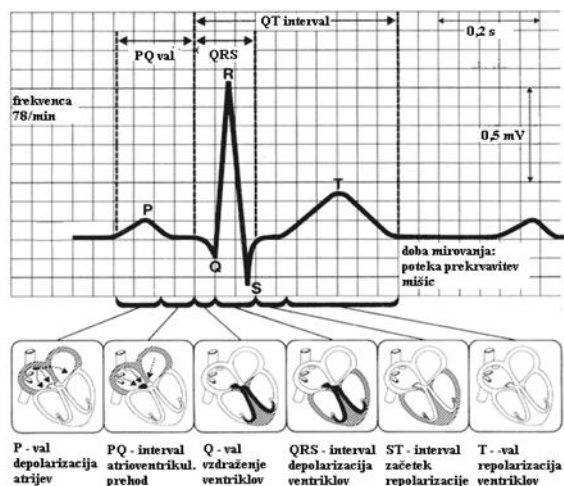 QT interval
0,2 s
PQ val
QRS
R
frekvenca
78/min
0,5 mV
P
T
Q
S
doba mirovanja:
poteka prekrvavitev
mišic
P - val
depolarizacija
atrijev
PQ - interval
atrioventrikul.
prehod
Q - val
vzdraženje
ventriklov
QRS - interval
depolarizacija
ventriklov
ST - interval
začetek
repolarizacije
T - -val
repolarizacija
ventriklov